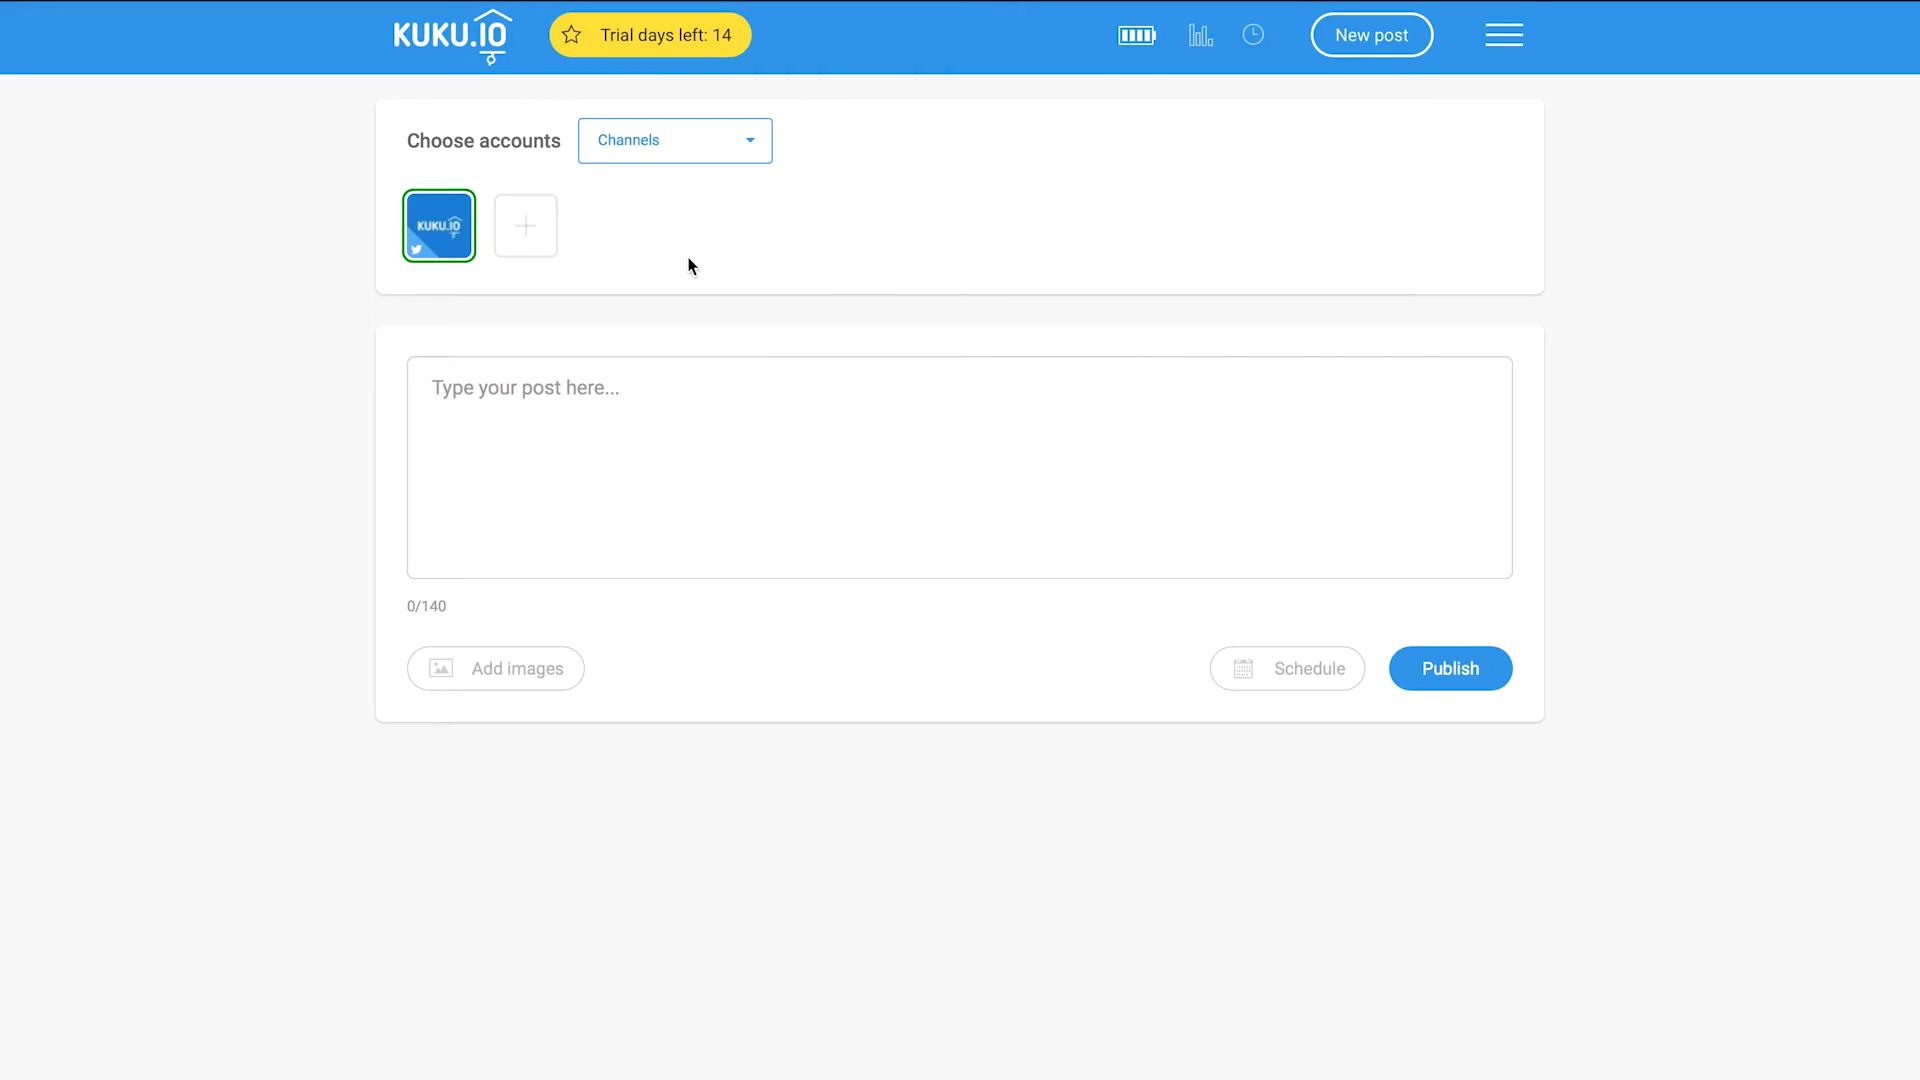 KUKU.IO
Trial days left: 14
New post
Choose accounts
Channels
KUKU.IO
Type your post here...
0/140
Add images
Schedule
Publish